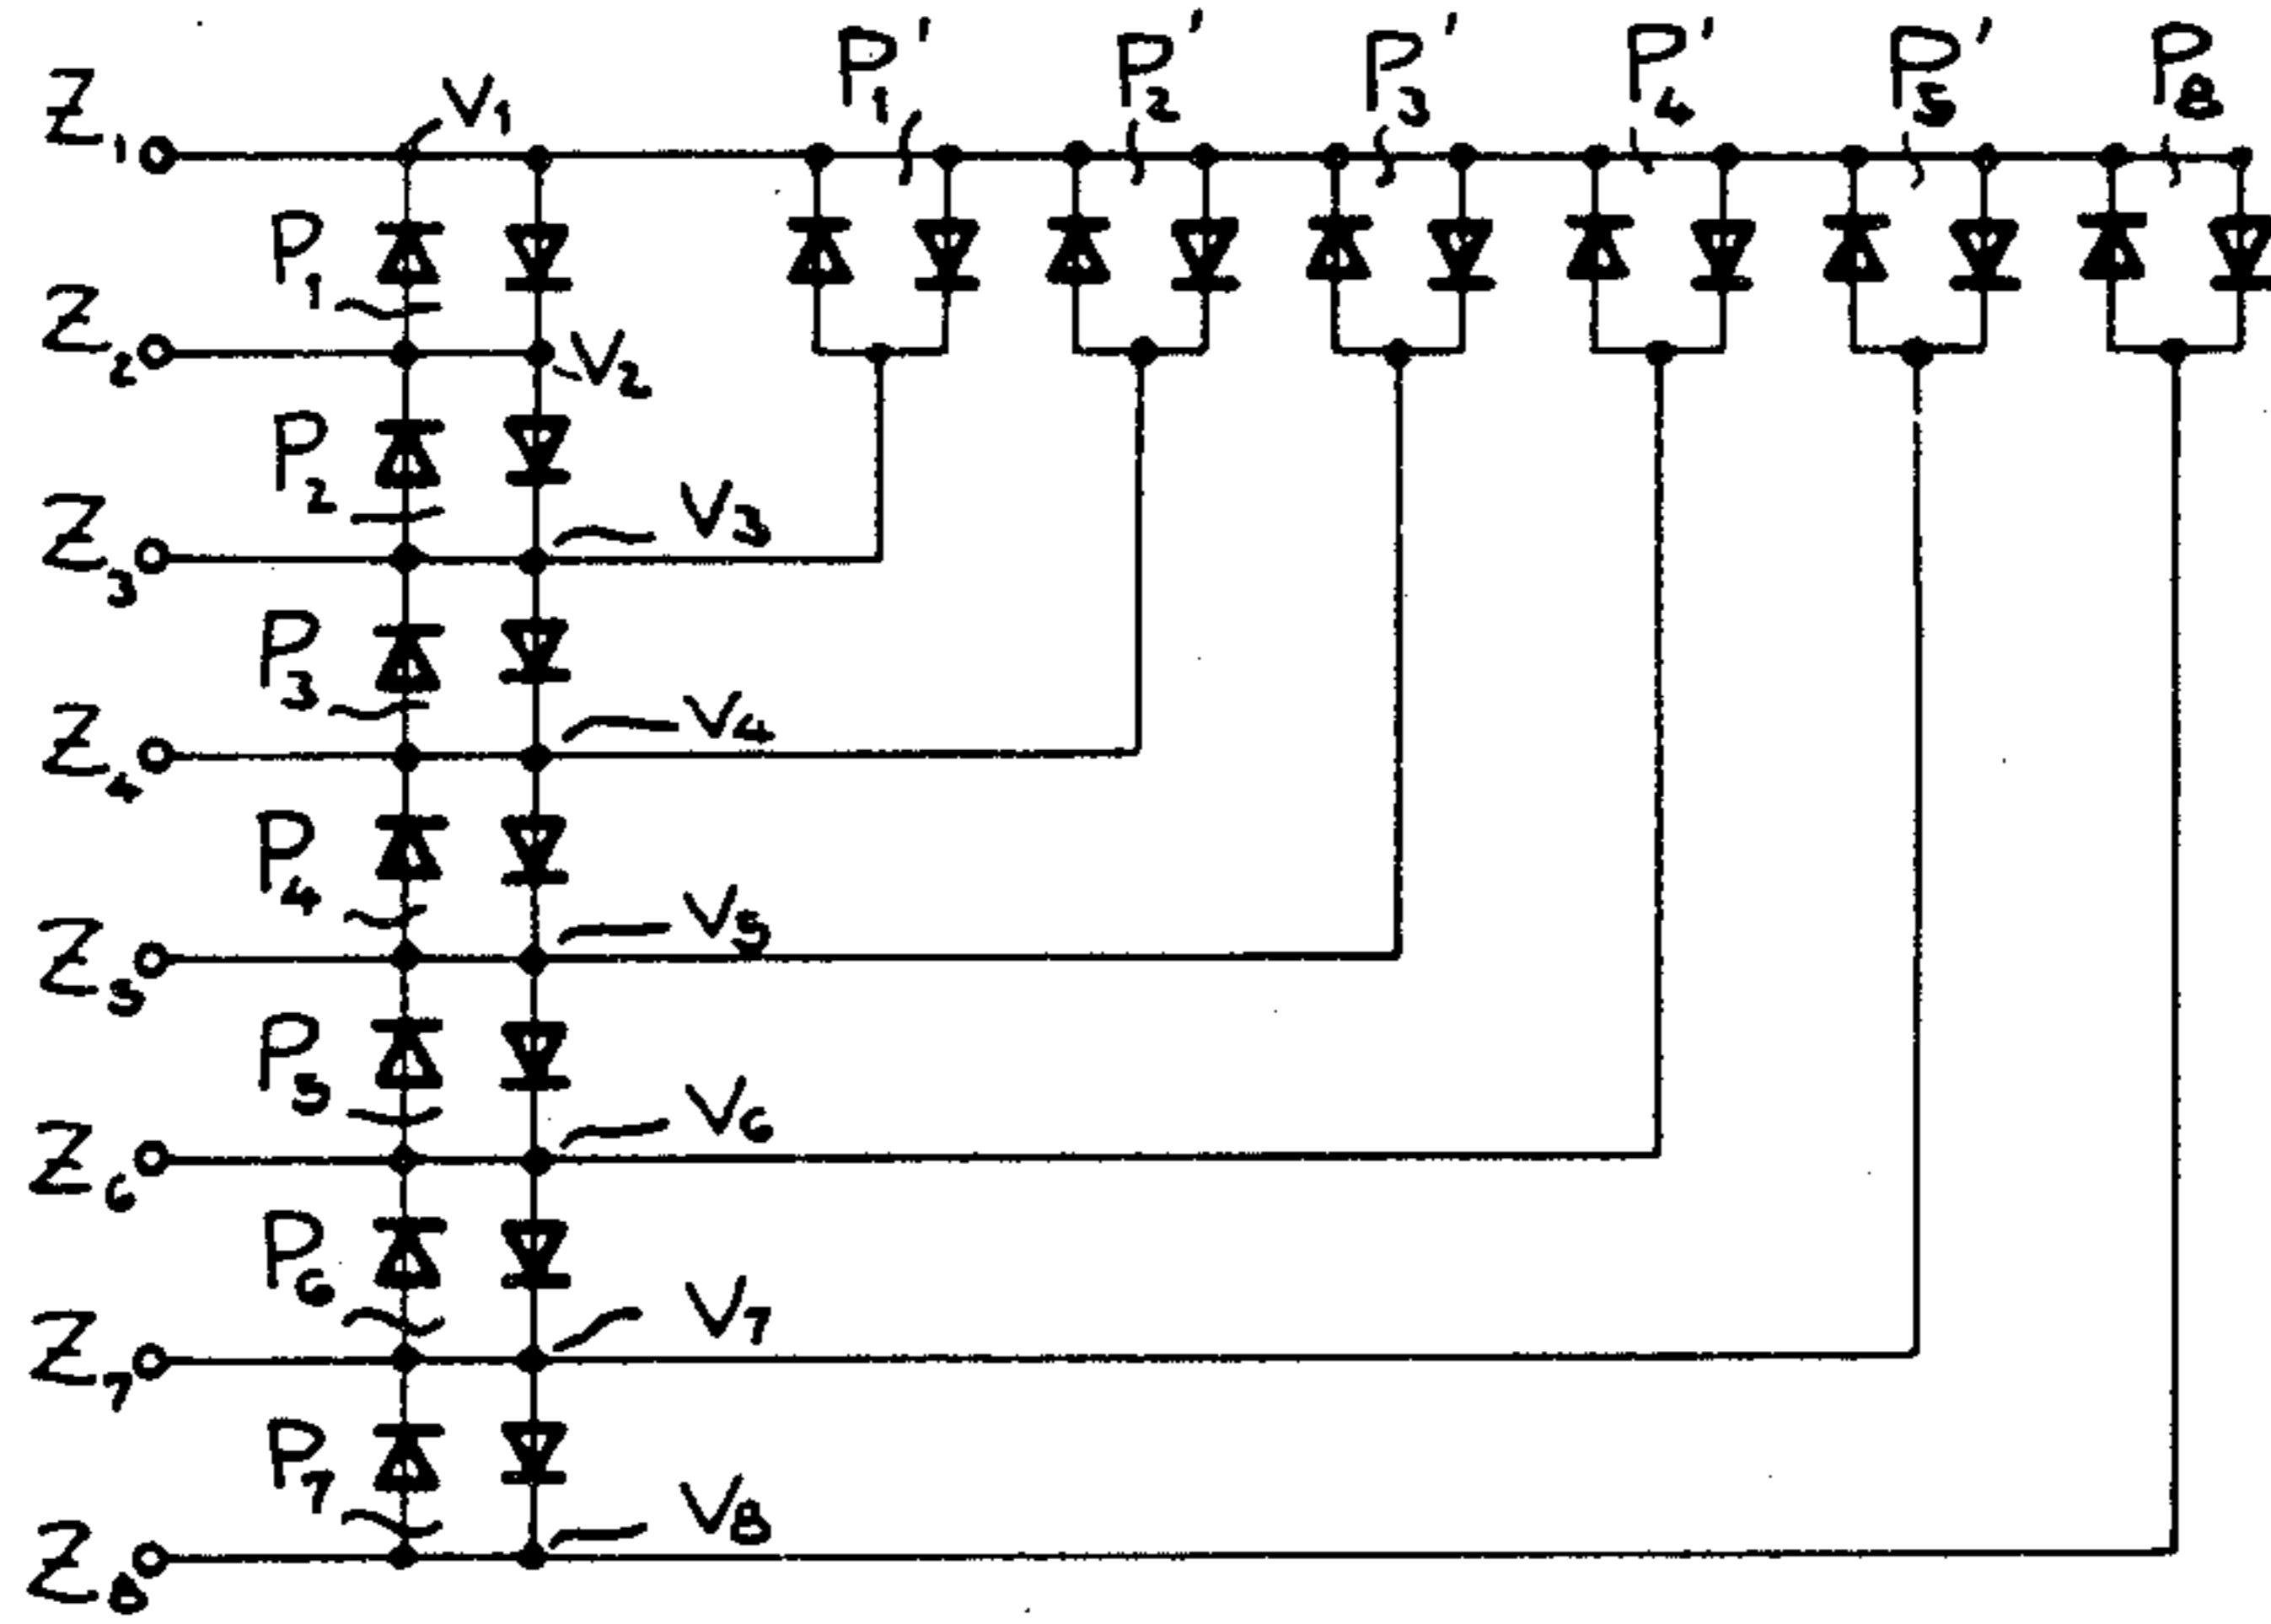 P1' P2' P3' P4' P5' P8
Z1 V1
P1
Z2 V2
P2
Z3 V3
P3
Z4 V4
P4
Z5 V5
P5
Z6 V6
P6
Z7 V7
P7
Z8 V8